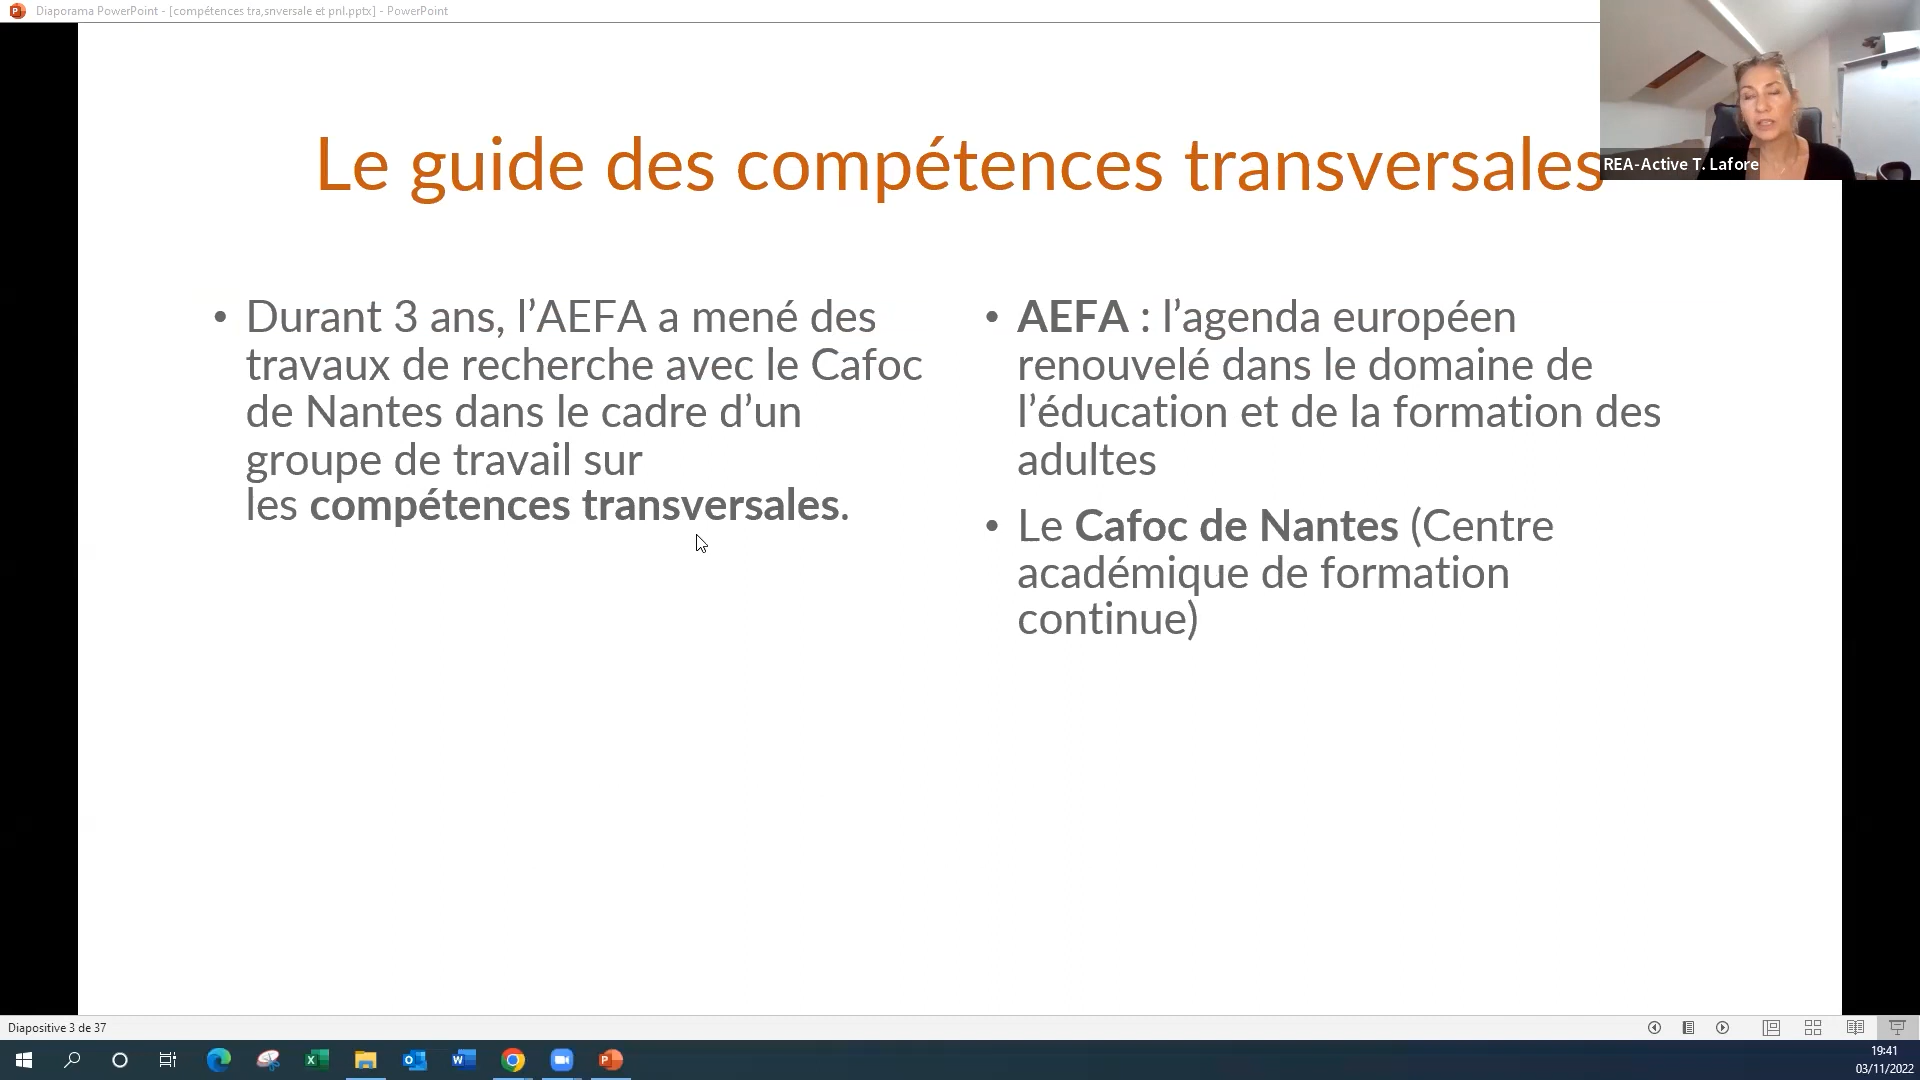 Diaporama PowerPoint - [compétences tra,snversale et pnl.pptx] - PowerPoint
Le guide des compétences transversales
REA-Active T. Lafore
• Durant 3 ans, l’AEFA a mené des
travaux de recherche avec le Cafoc
de Nantes dans le cadre d’un
groupe de travail sur
les compétences transversales.
• AEFA : l’agenda européen
renouvelé dans le domaine de
l’éducation et de la formation des
adultes
• Le Cafoc de Nantes (Centre
académique de formation
continue)
Diapositive 3 de 37
19:41
03/11/2022